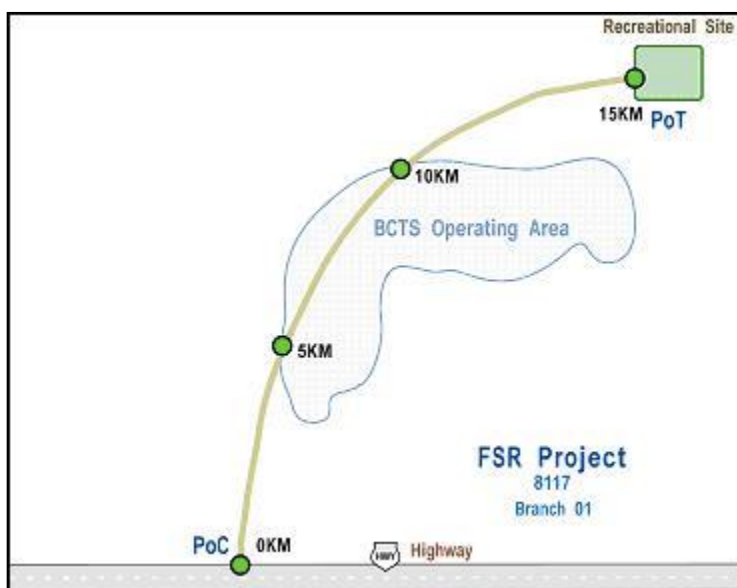 Recreational Site
15KM
PoT
10KM
BCTS Operating Area
5KM
FSR Project
8117
Branch 01
PoC
0KM
HWY
Highway